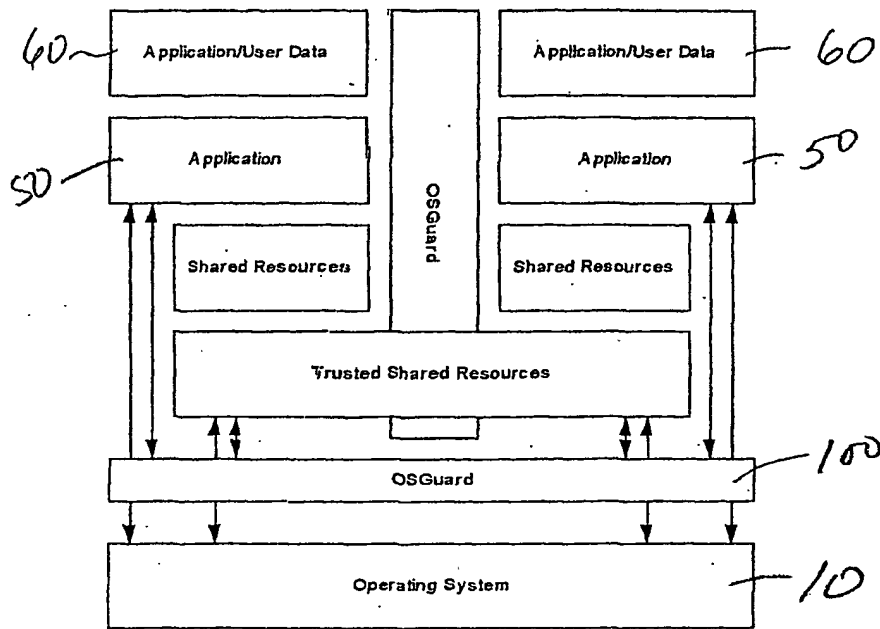 60 Application/User Data Application/User Data 60
50 Application Application 50
OSGuard
Shared Resources Shared Resources
Trusted Shared Resources
OSGuard 100
Operating System 10